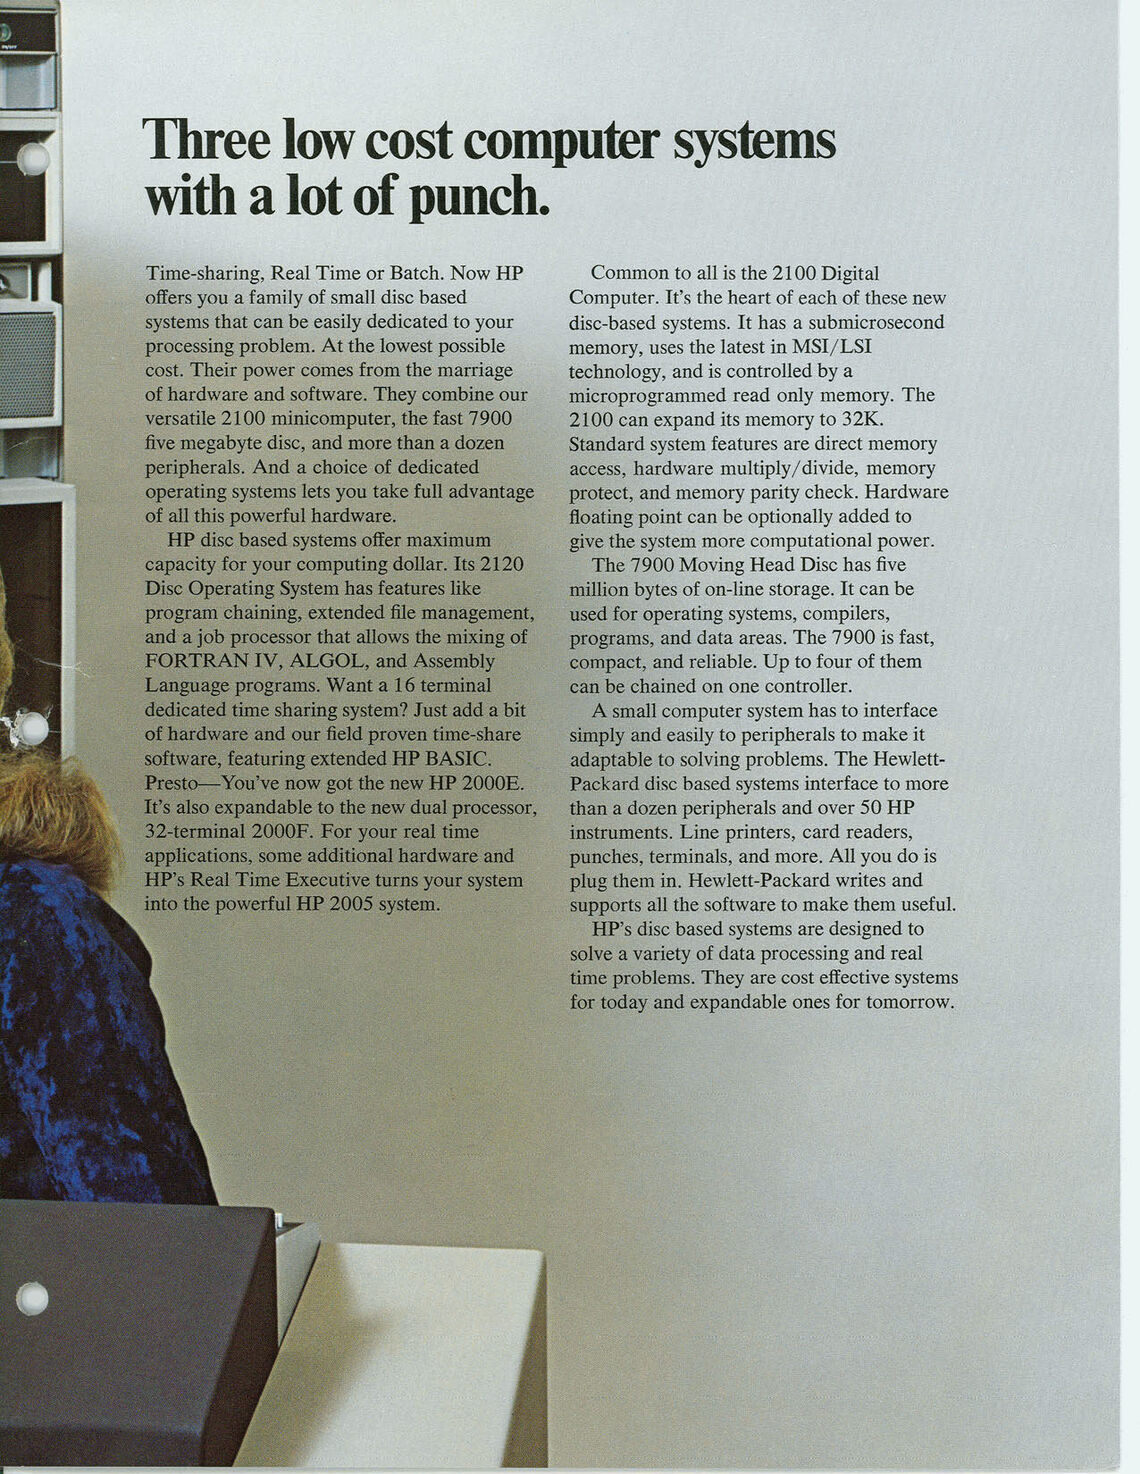 Three low cost computer systems
with a lot of punch.
Time-sharing, Real Time or Batch. Now HP
offers you a family of small disc based
systems that can be easily dedicated to your
processing problem. At the lowest possible
cost. Their power comes from the marriage
of hardware and software. They combine our
versatile 2100 minicomputer, the fast 7900
five megabyte disc, and more than a dozen
peripherals. And a choice of dedicated
operating systems lets you take full advantage
of all this powerful hardware.
HP disc based systems offer maximum
capacity for your computing dollar. Its 2120
Disc Operating System has features like
program chaining, extended file management,
and a job processor that allows the mixing of
FORTRAN IV, ALGOL, and Assembly
Language programs. Want a 16 terminal
dedicated time sharing system? Just add a bit
of hardware and our field proven time-share
software, featuring extended HP BASIC.
Presto—You've now got the new HP 2000E.
It's also expandable to the new dual processor,
32-terminal 2000F. For your real time
applications, some additional hardware and
HP's Real Time Executive turns your system
into the powerful HP 2005 system.
Common to all is the 2100 Digital
Computer. It's the heart of each of these new
disc-based systems. It has a submicrosecond
memory, uses the latest in MSI/LSI
technology, and is controlled by a
microprogrammed read only memory. The
2100 can expand its memory to 32K.
Standard system features are direct memory
access, hardware multiply/divide, memory
protect, and memory parity check. Hardware
floating point can be optionally added to
give the system more computational power.
The 7900 Moving Head Disc has five
million bytes of on-line storage. It can be
used for operating systems, compilers,
programs, and data areas. The 7900 is fast,
compact, and reliable. Up to four of them
can be chained on one controller.
A small computer system has to interface
simply and easily to peripherals to make it
adaptable to solving problems. The Hewlett-
Packard disc based systems interface to more
than a dozen peripherals and over 50 HP
instruments. Line printers, card readers,
punches, terminals, and more. All you do is
plug them in. Hewlett-Packard writes and
supports all the software to make them useful.
HP's disc based systems are designed to
solve a variety of data processing and real
time problems. They are cost effective systems
for today and expandable ones for tomorrow.